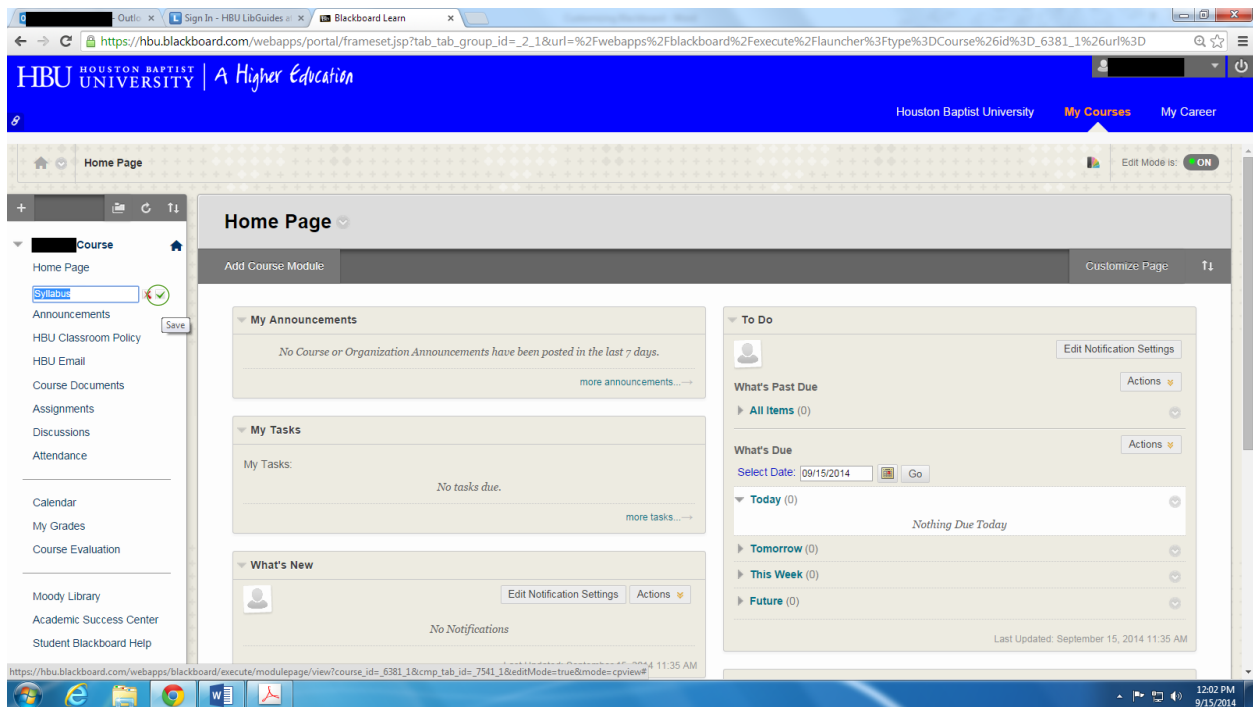 - Outlo
Sign In - HBU LibGuides a
Blackboard Learn
https://hbu.blackboard.com/webapps/portal/frameset.jsp?tab_tab_group_id=_2_1&url=%2Fwebapps%2Fblackboard%2Fexecute%2Flauncher%3Ftype%3DCourse%26id%3D_6381_1%26url%3D
HBU HOUSTON BAPTIST UNIVERSITY | A Higher Education
Houston Baptist University My Courses My Career
Home Page Edit Mode is: ON
Course
Home Page
Syllabus
Save
Announcements
HBU Classroom Policy
HBU Email
Course Documents
Assignments
Discussions
Attendance
Calendar
My Grades
Course Evaluation
Moody Library
Academic Success Center
Student Blackboard Help
Home Page
Add Course Module Customize Page
My Announcements
No Course or Organization Announcements have been posted in the last 7 days.
more announcements...
My Tasks
My Tasks:
No tasks due.
more tasks...
What's New
Edit Notification Settings Actions
No Notifications
11:35 AM
To Do
Edit Notification Settings
What's Past Due Actions
All Items (0)
What's Due Actions
Select Date: 09/15/2014 Go
Today (0)
Nothing Due Today
Tomorrow (0)
This Week (0)
Future (0)
Last Updated: September 15, 2014 11:35 AM
https://hbu.blackboard.com/webapps/blackboard/execute/modulepage/view?course_id=_6381_1&cmp_tab_id=_7541_1&editMode=true&mode=cpview#
12:02 PM
9/15/2014